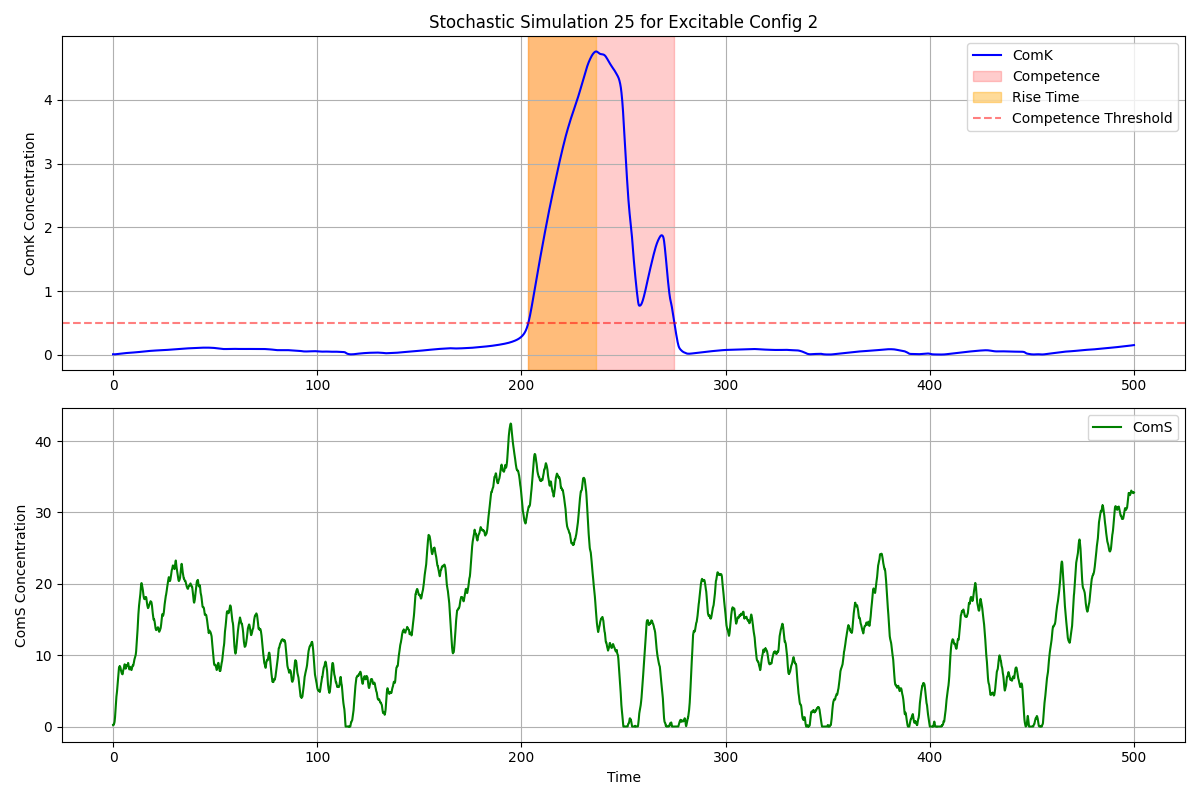 Stochastic Simulation 25 for Excitable Config 2
ComK Concentration
4
3
2
1
0
ComK
Competence
Rise Time
Competence Threshold
0 100 200 300 400 500
ComS Concentration
40
30
20
10
0
ComS
0 100 200 300 400 500
Time